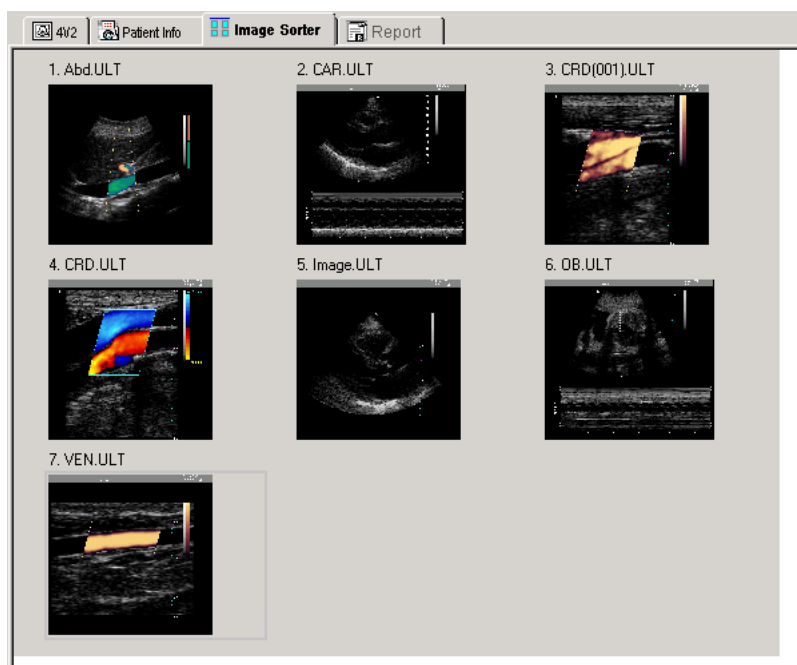 4V2 Patient Info Image Sorter Report
1. Abd.ULT 2. CAR.ULT 3. CRD(001).ULT
4. CRD.ULT 5. Image.ULT 6. OB.ULT
7. VEN.ULT